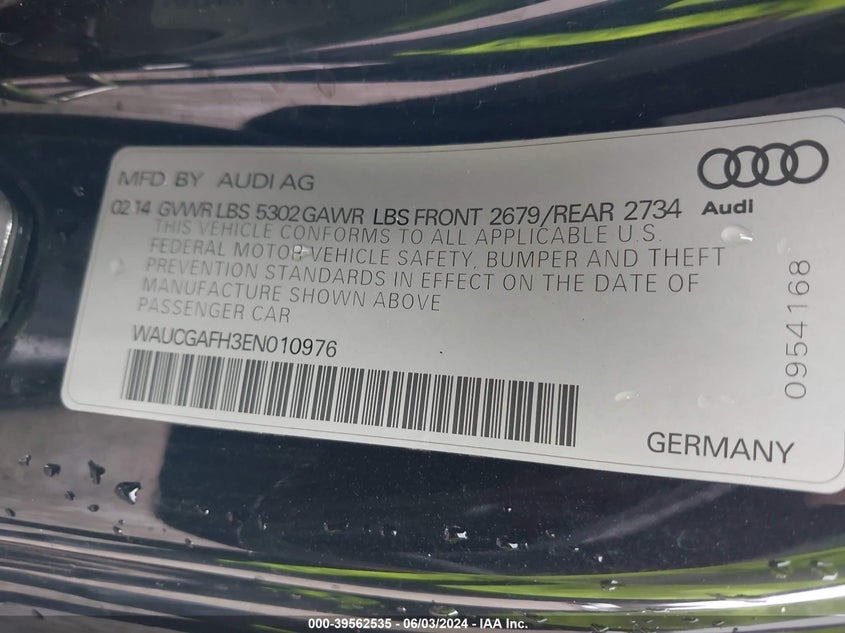 MFD. BY AUDI AG
02.14 GVWR LBS 5302 GAWR LBS FRONT 2679/REAR 2734
Audi
THIS VEHICLE CONFORMS TO ALL APPLICABLE U.S.
FEDERAL MOTOR VEHICLE SAFETY, BUMPER AND THEFT
PREVENTION STANDARDS IN EFFECT ON THE DATE OF
MANUFACTURE SHOWN ABOVE
PASSENGER CAR
WAUCGAFH3EN010976
0954168
GERMANY
000-39562535 - 06/03/2024 - IAA Inc.